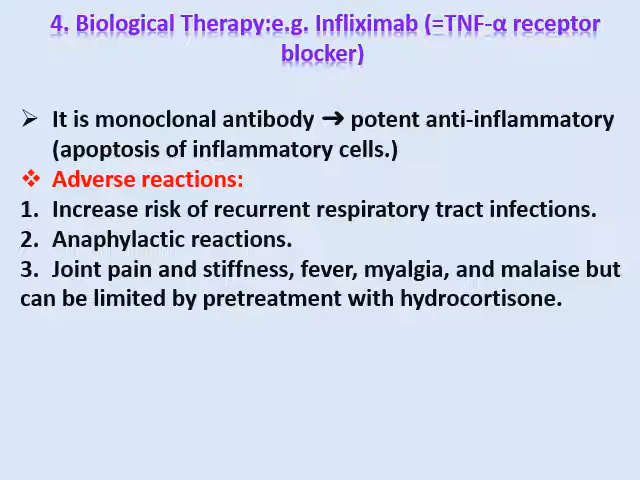 4. Biological Therapy:e.g. Infliximab (=TNF-α receptor
blocker)
➢ It is monoclonal antibody ➔ potent anti-inflammatory
(apoptosis of inflammatory cells.)
❖ Adverse reactions:
1. Increase risk of recurrent respiratory tract infections.
2. Anaphylactic reactions.
3. Joint pain and stiffness, fever, myalgia, and malaise but
can be limited by pretreatment with hydrocortisone.